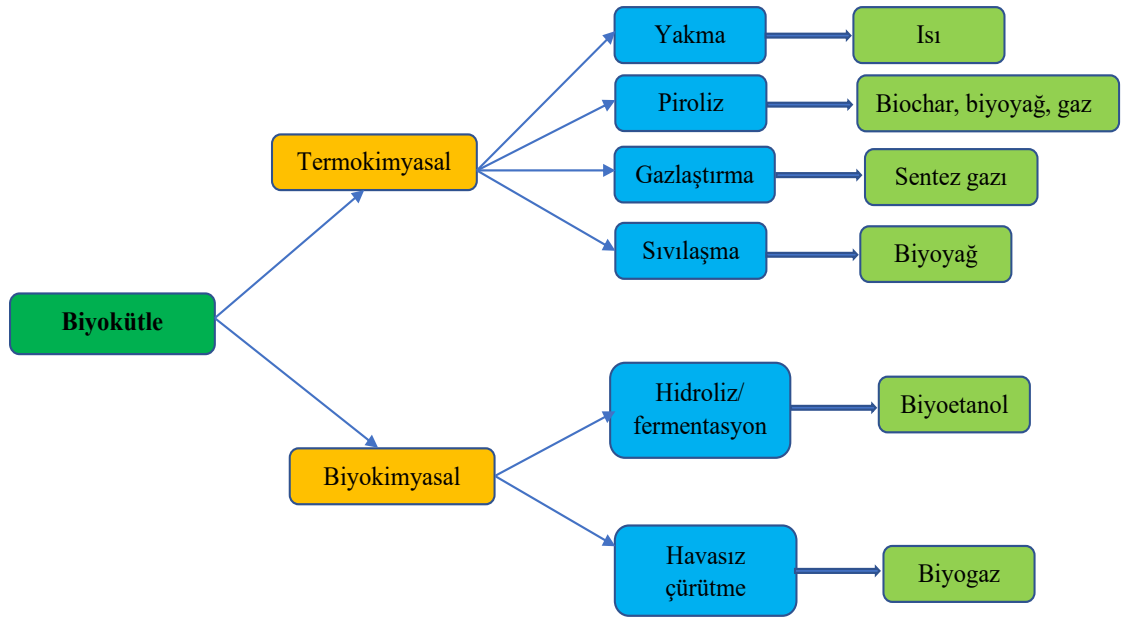 Yakma
Isı
Piroliz
Biochar, biyoyağ, gaz
Termokimyasal
Gazlaştırma
Sentez gazı
Sıvılaşma
Biyoyağ
Biyokütle
Hidroliz/
fermentasyon
Biyoetanol
Biyokimyasal
Havasız
çürütme
Biyogaz